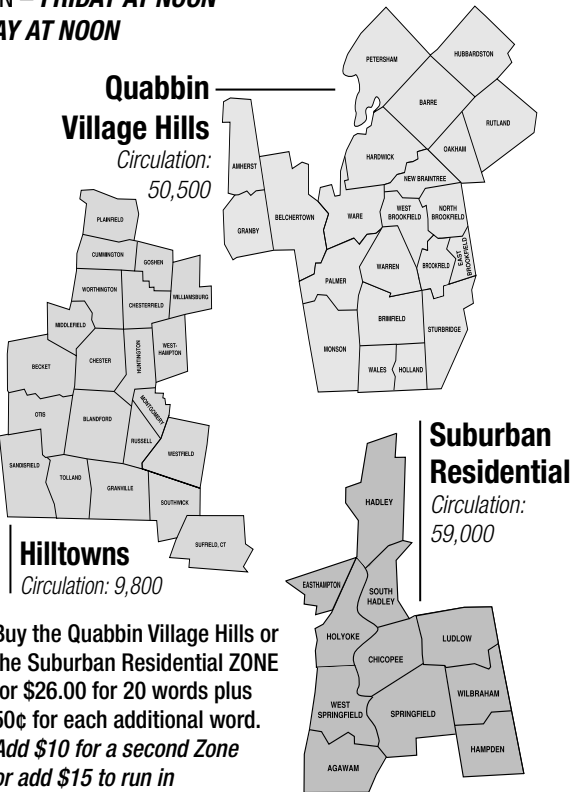 N – FRIDAY AT NOON
AY AT NOON
Quabbin
Village Hills
Circulation:
50,500
PETERSHAM
HUBBARDSTON
BARRE
RUTLAND
HARDWICK
OAKHAM
NEW BRAINTREE
AMHERST
BELCHERTOWN
GRANBY
WARE
WEST
BROOKFIELD
NORTH
BROOKFIELD
EAST
BROOKFIELD
BROOKFIELD
WARREN
PALMER
BRIMFIELD
STURBRIDGE
MONSON
WALES
HOLLAND
PLAINFIELD
CUMMINGTON
GOSHEN
WORTHINGTON
CHESTERFIELD
WILLIAMSBURG
MIDDLEFIELD
BECKET
CHESTER
HUNTINGTON
WEST-
HAMPTON
OTIS
BLANDFORD
MONTGOMERY
RUSSELL
WESTFIELD
SANDISFIELD
TOLLAND
GRANVILLE
SOUTHWICK
SUFFIELD, CT
Hilltowns
Circulation: 9,800
Suburban
Residential
Circulation:
59,000
HADLEY
EASTHAMPTON
SOUTH
HADLEY
HOLYOKE
CHICOPEE
LUDLOW
WEST
SPRINGFIELD
SPRINGFIELD
WILBRAHAM
HAMPDEN
AGAWAM
Buy the Quabbin Village Hills or
the Suburban Residential ZONE
for $26.00 for 20 words plus
50¢ for each additional word.
Add $10 for a second Zone
or add $15 to run in